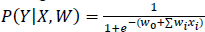 P(Y|X,W) = 1 / 1+e^−(w₀+∑wᵢxᵢ)